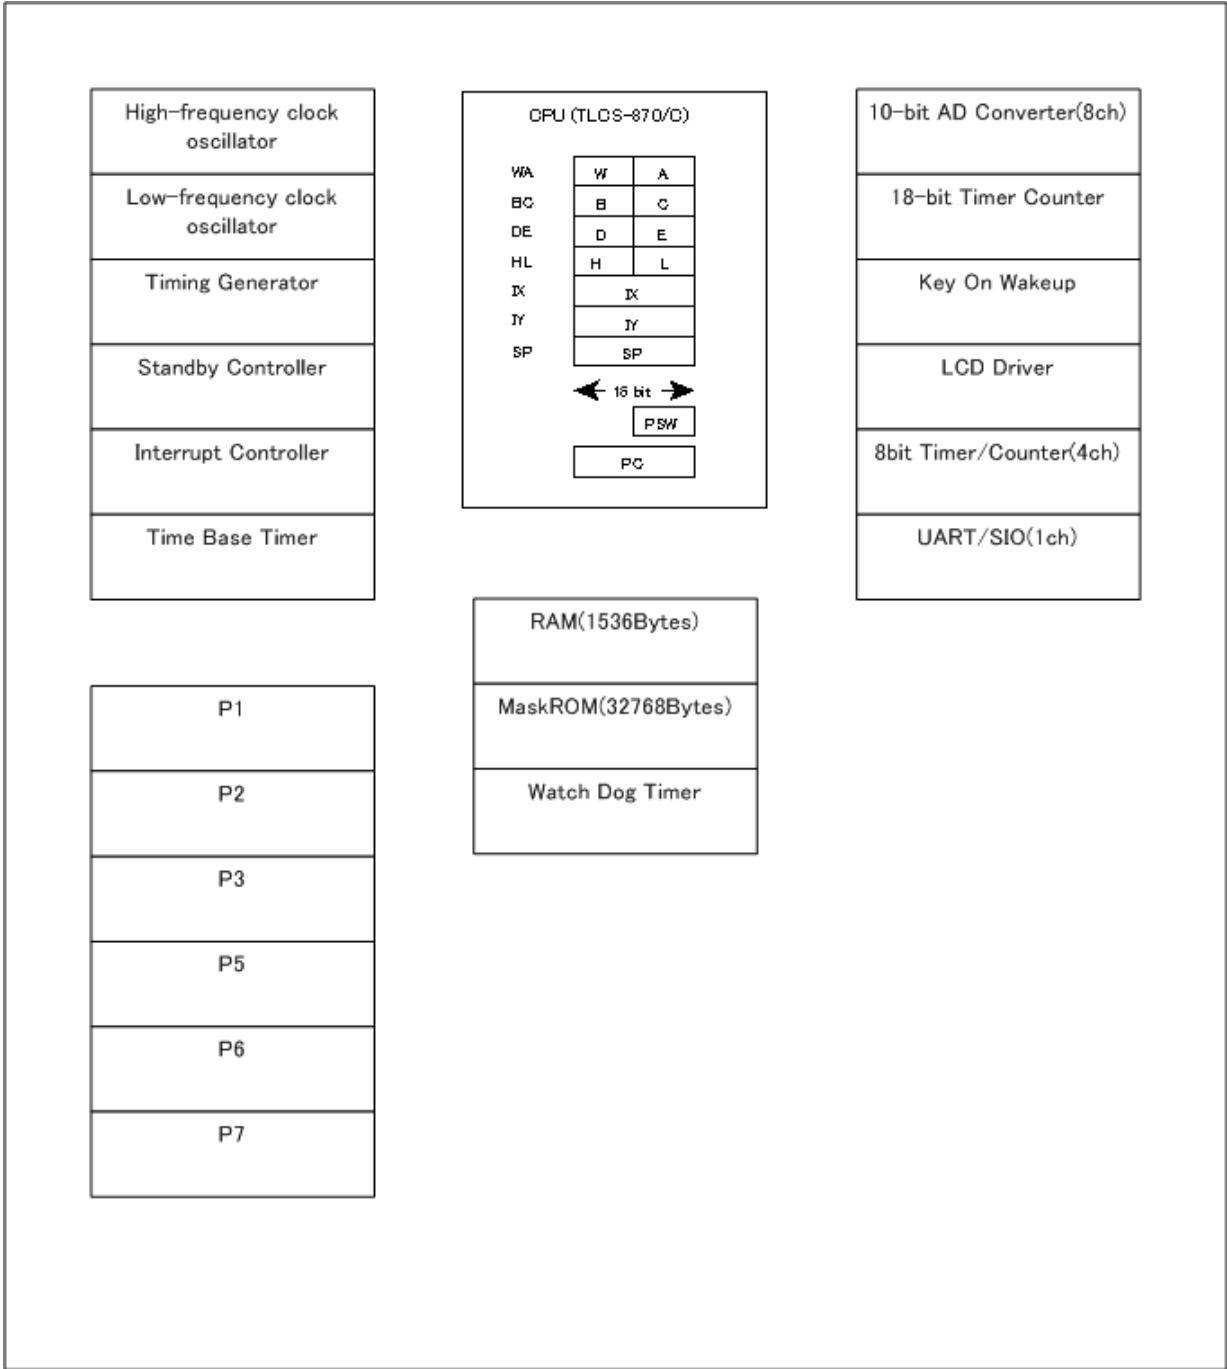 High-frequency clock
oscillator
Low-frequency clock
oscillator
Timing Generator
Standby Controller
Interrupt Controller
Time Base Timer
CPU (TLCS-870/C)
WA W A
BC B C
DE D E
HL H L
IX IX
IY IY
SP SP
16 bit
PSW
PC
10-bit AD Converter(8ch)
18-bit Timer Counter
Key On Wakeup
LCD Driver
8bit Timer/Counter(4ch)
UART/SIO(1ch)
RAM(1536Bytes)
MaskROM(32768Bytes)
Watch Dog Timer
P1
P2
P3
P5
P6
P7